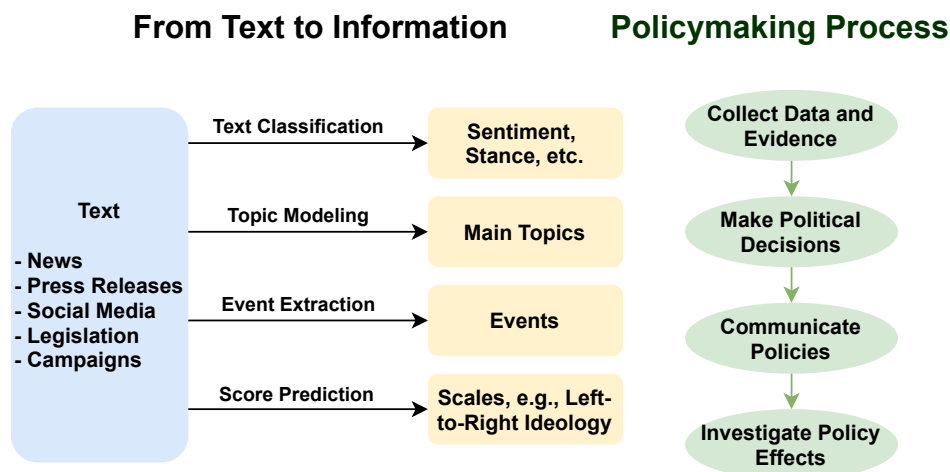 From Text to Information
Policymaking Process
Text
- News
- Press Releases
- Social Media
- Legislation
- Campaigns
Text Classification
Sentiment,
Stance, etc.
Topic Modeling
Main Topics
Event Extraction
Events
Score Prediction
Scales, e.g., Left-
to-Right Ideology
Collect Data and
Evidence
Make Political
Decisions
Communicate
Policies
Investigate Policy
Effects